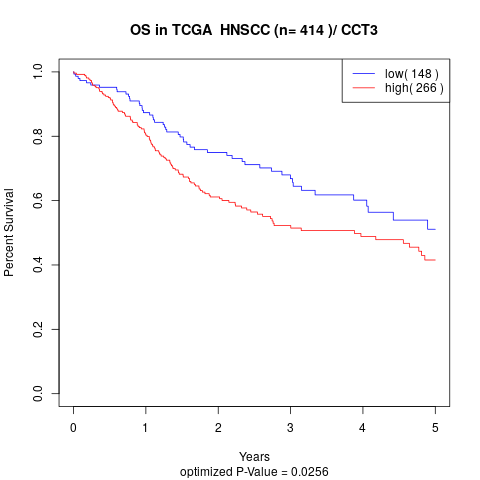 OS in TCGA  HNSCC (n= 414 )/ CCT3
low( 148 )
high( 266 )
Percent Survival
1.0
0.8
0.6
0.4
0.2
0.0
0 1 2 3 4 5
Years
optimized P-Value = 0.0256